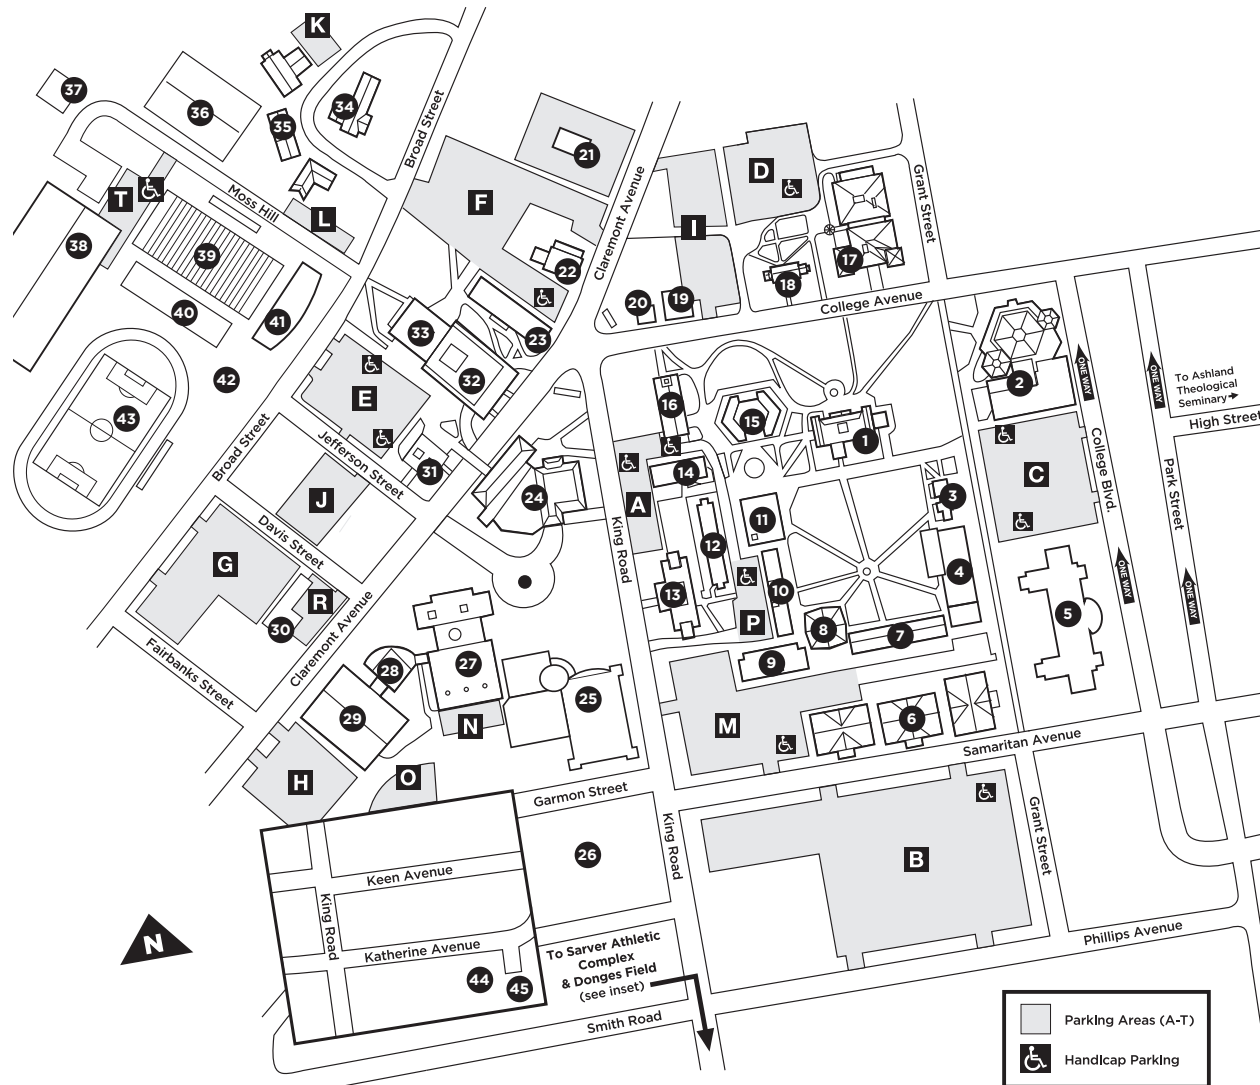 K
37
36
34
35
Broad Street
21
D
T
Moss Hill
L
F
I
Grant Street
38
39
Claremont Avenue
17
22
18
40
20
19
College Avenue
41
33
23
42
32
2
ONE WAY
ONE WAY
To Ashland
Theological
Seminary
High Street
43
E
16
15
1
Broad Street
Jefferson Street
31
14
C
College Blvd.
Park Street
J
24
A
3
King Road
11
12
Davis Street
G
4
ONE WAY
ONE WAY
R
13
10
5
30
Claremont Avenue
P
8
7
Fairbanks Street
28
27
9
29
25
6
N
M
Samaritan Avenue
H
O
Garmon Street
King Road
Grant Street
26
B
Keen Avenue
King Road
N
Katherine Avenue
Phillips Avenue
To Sarver Athletic
Complex
& Donges Field
(see inset)
44
45
Smith Road
Parking Areas (A-T)
Handicap Parking